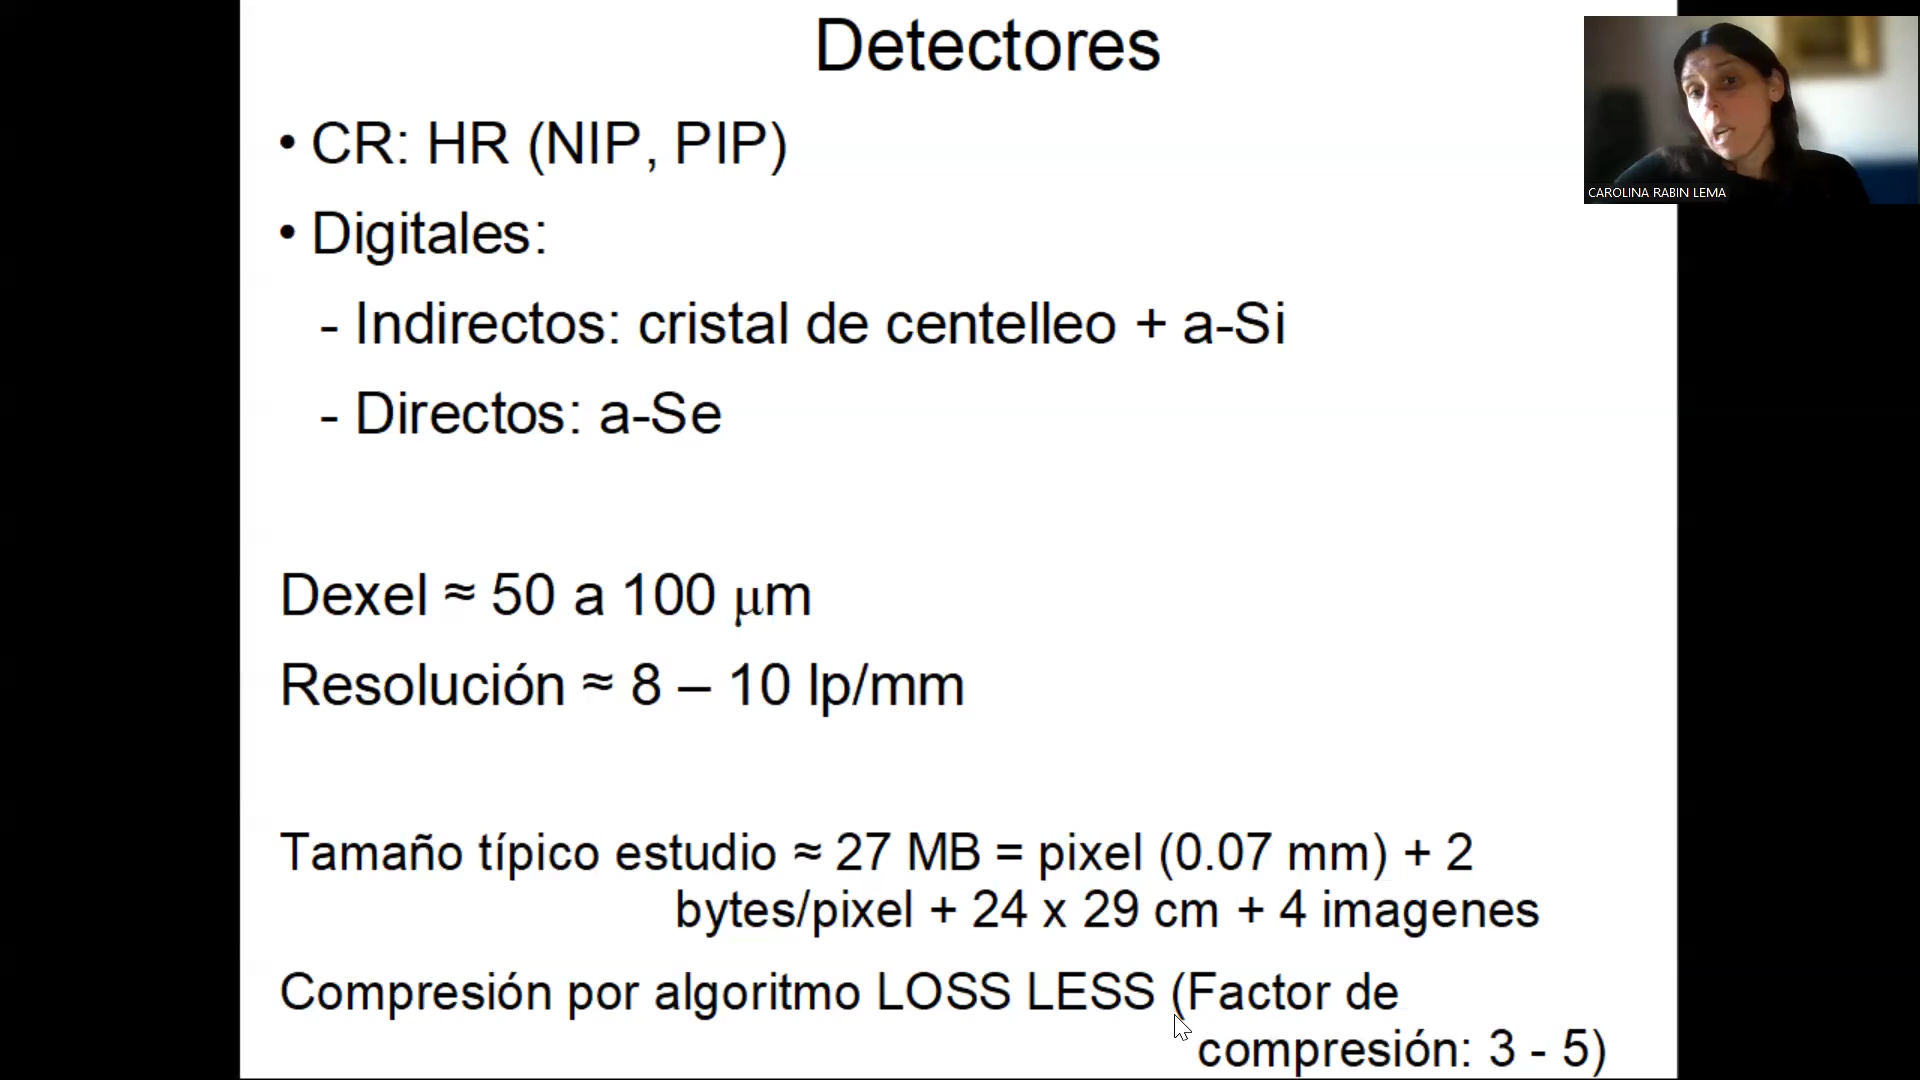 Detectores
• CR: HR (NIP, PIP)
• Digitales:
- Indirectos: cristal de centelleo + a-Si
- Directos: a-Se
Dexel ≈ 50 a 100 μm
Resolución ≈ 8 – 10 lp/mm
Tamaño típico estudio ≈ 27 MB = pixel (0.07 mm) + 2
bytes/pixel + 24 x 29 cm + 4 imagenes
Compresión por algoritmo LOSS LESS (Factor de
compresión: 3 - 5)
CAROLINA RABIN LEMA